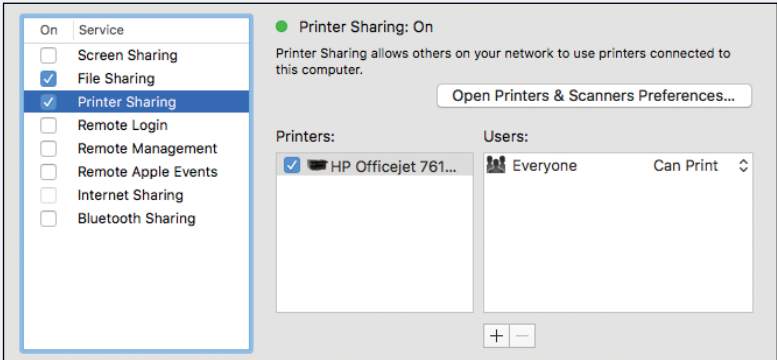 On Service
Screen Sharing
File Sharing
Printer Sharing
Remote Login
Remote Management
Remote Apple Events
Internet Sharing
Bluetooth Sharing
Printer Sharing: On
Printer Sharing allows others on your network to use printers connected to
this computer.
Open Printers & Scanners Preferences...
Printers:
HP Officejet 761...
Users:
Everyone Can Print